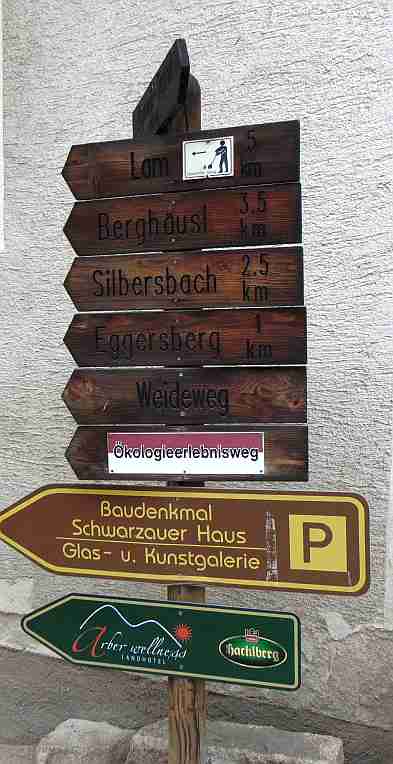 Lam 5 km
Berghäusl 3,5 km
Silbersbach 2,5 km
Eggersberg 1 km
Weideweg
Ökologieerlebnisweg
Baudenkmal
Schwarzauer Haus
Glas- u. Kunstgalerie
P
arber wellness
LANDHOTEL
Hacklberg